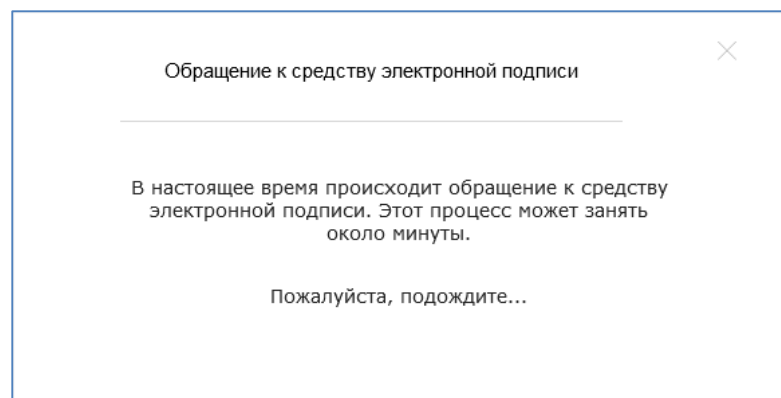 Обращение к средству электронной подписи
В настоящее время происходит обращение к средству
электронной подписи. Этот процесс может занять
около минуты.
Пожалуйста, подождите...